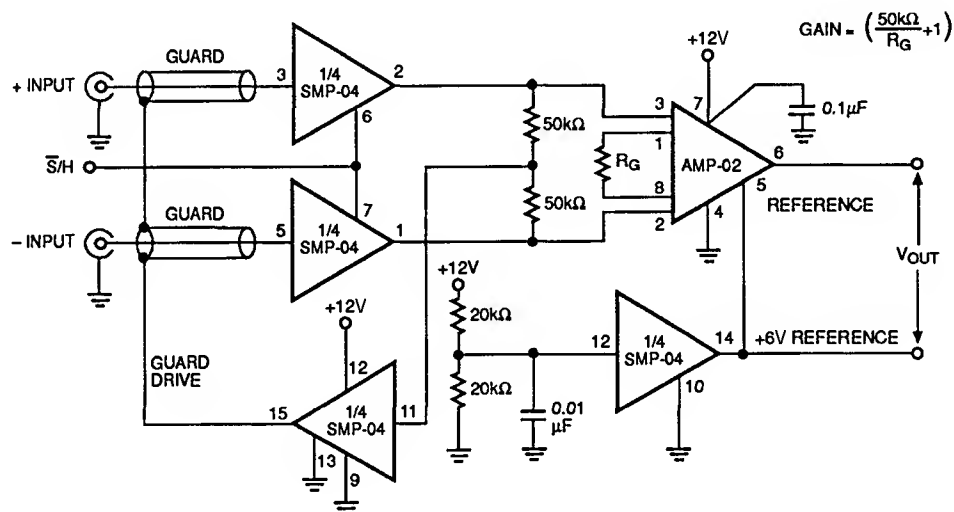 GAIN = (50kΩ/RG +1)
+12V
GUARD
+ INPUT
3
1/4
SMP-04
2
6
7
0.1µF
3
50kΩ
1
RG
AMP-02
6
S̅/H
8
5
REFERENCE
50kΩ
2
4
GUARD
7
– INPUT
5
1/4
SMP-04
1
VOUT
+12V
+12V
20kΩ
12
1/4
SMP-04
14
+6V REFERENCE
GUARD
DRIVE
12
20kΩ
10
15
1/4
SMP-04
11
0.01
µF
13
9